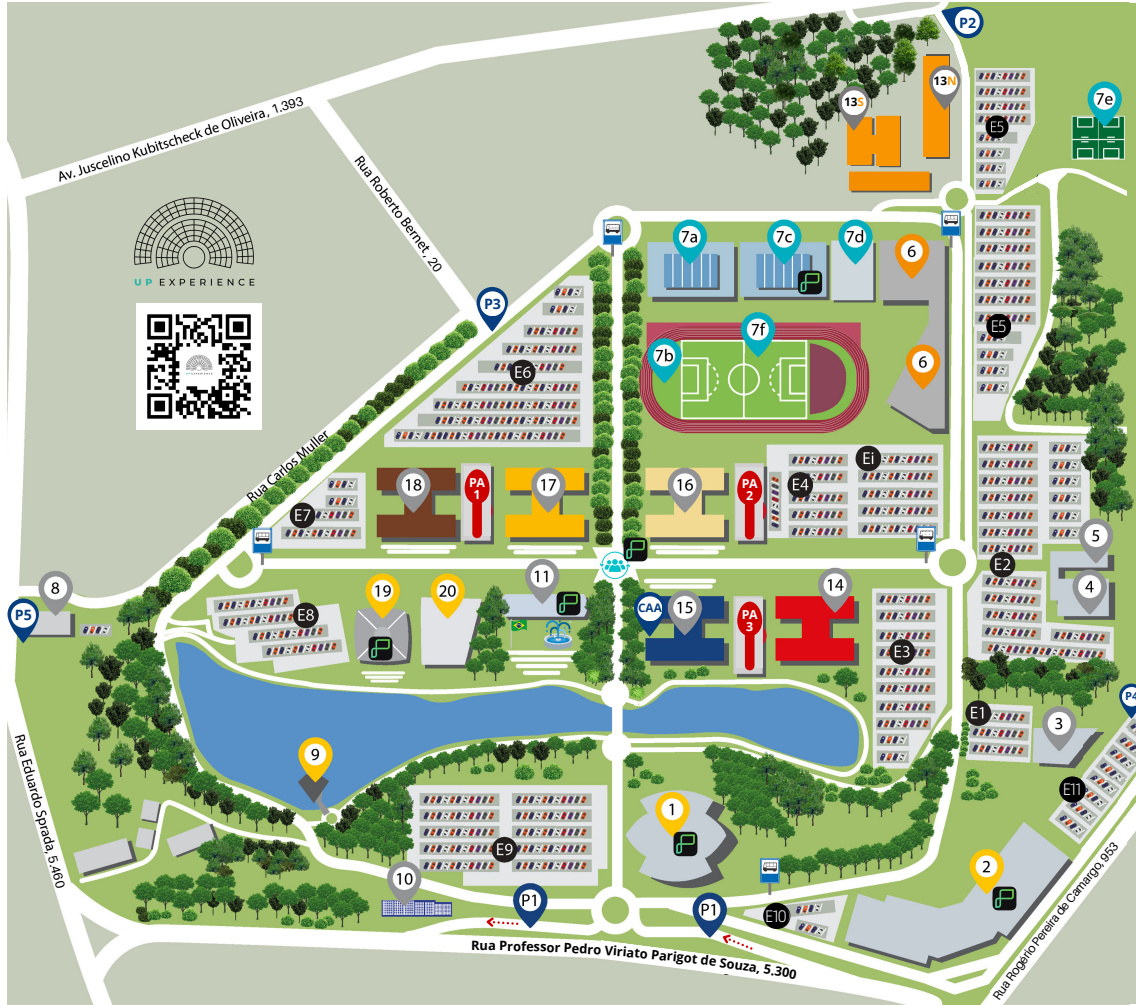 P2
13N
13S
E5
7e
Av. Juscelino Kubitscheck de Oliveira, 1.393
Rua Roberto Bernet, 20
UP EXPERIENCE
7a
7c
7d
6
P3
E5
7f
7b
6
E6
Rua Carlos Muller
18
PA
1
17
16
PA
2
E4
Ei
E7
5
E2
4
8
P5
E8
19
20
11
CAA
15
PA
3
14
E3
E1
3
P4
9
E11
1
E9
2
10
P1
P1
E10
Rua Eduardo Sprada, 5.460
Rua Professor Pedro Viriato Parigot de Souza, 5.300
Rua Rogério Pereira de Camargo, 953